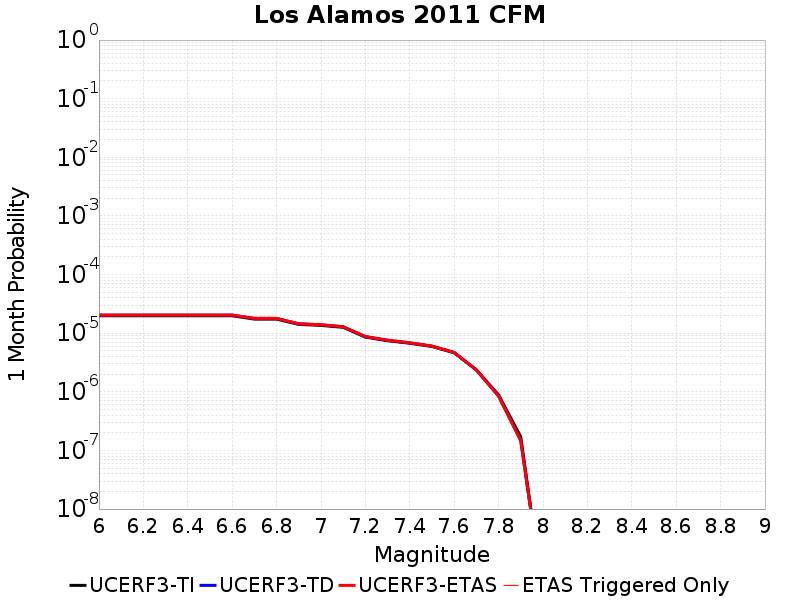 Los Alamos 2011 CFM
10^0
10^-1
10^-2
10^-3
10^-4
10^-5
10^-6
10^-7
10^-8
1 Month Probability
6 6.2 6.4 6.6 6.8 7 7.2 7.4 7.6 7.8 8 8.2 8.4 8.6 8.8 9
Magnitude
UCERF3-TI UCERF3-TD UCERF3-ETAS ETAS Triggered Only